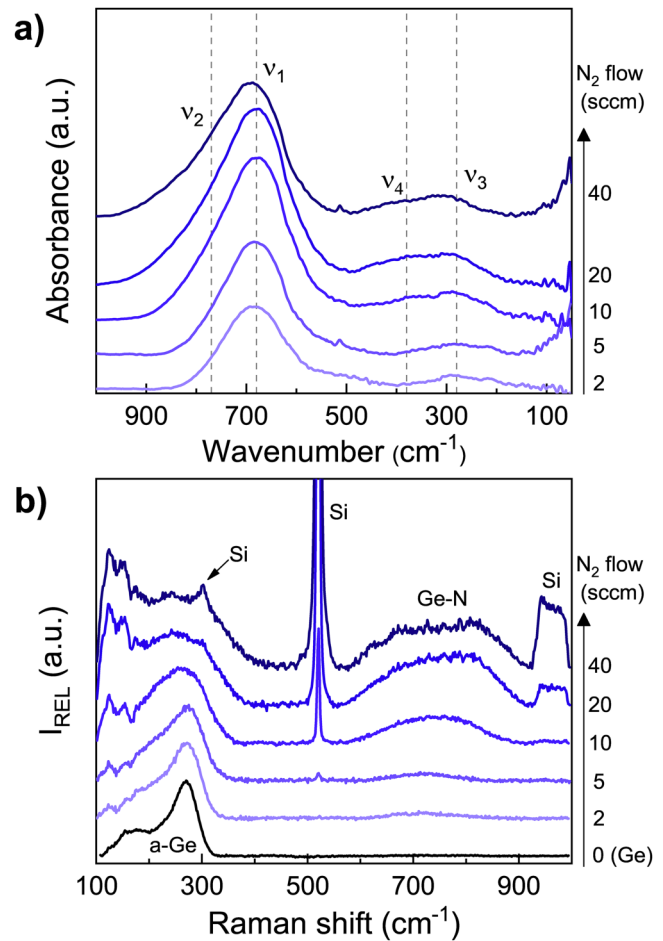 a)
N₂ flow
(sccm)
ν₁
ν₂
ν₄
ν₃
40
20
10
5
2
Absorbance (a.u.)
900 700 500 300 100
Wavenumber (cm⁻¹)
b)
Si
Si
Ge-N
Si
N₂ flow
(sccm)
40
20
10
5
2
0 (Ge)
a-Ge
I_REL (a.u.)
100 300 500 700 900
Raman shift (cm⁻¹)